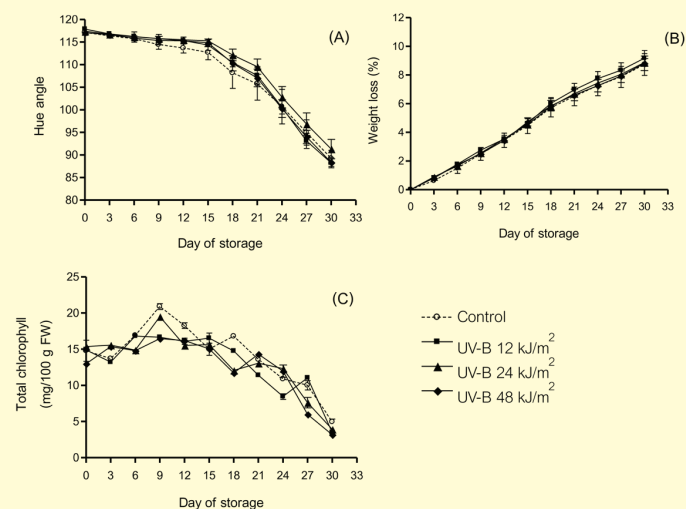 (A)
Hue angle
120
115
110
105
100
95
90
85
80
0 3 6 9 12 15 18 21 24 27 30 33
Day of storage
(B)
Weight loss (%)
12
10
8
6
4
2
0
0 3 6 9 12 15 18 21 24 27 30 33
Day of storage
(C)
Total chlorophyll
(mg/100 g FW)
25
20
15
10
5
0
0 3 6 9 12 15 18 21 24 27 30 33
Day of storage
Control
UV-B 12 kJ/m²
UV-B 24 kJ/m²
UV-B 48 kJ/m²